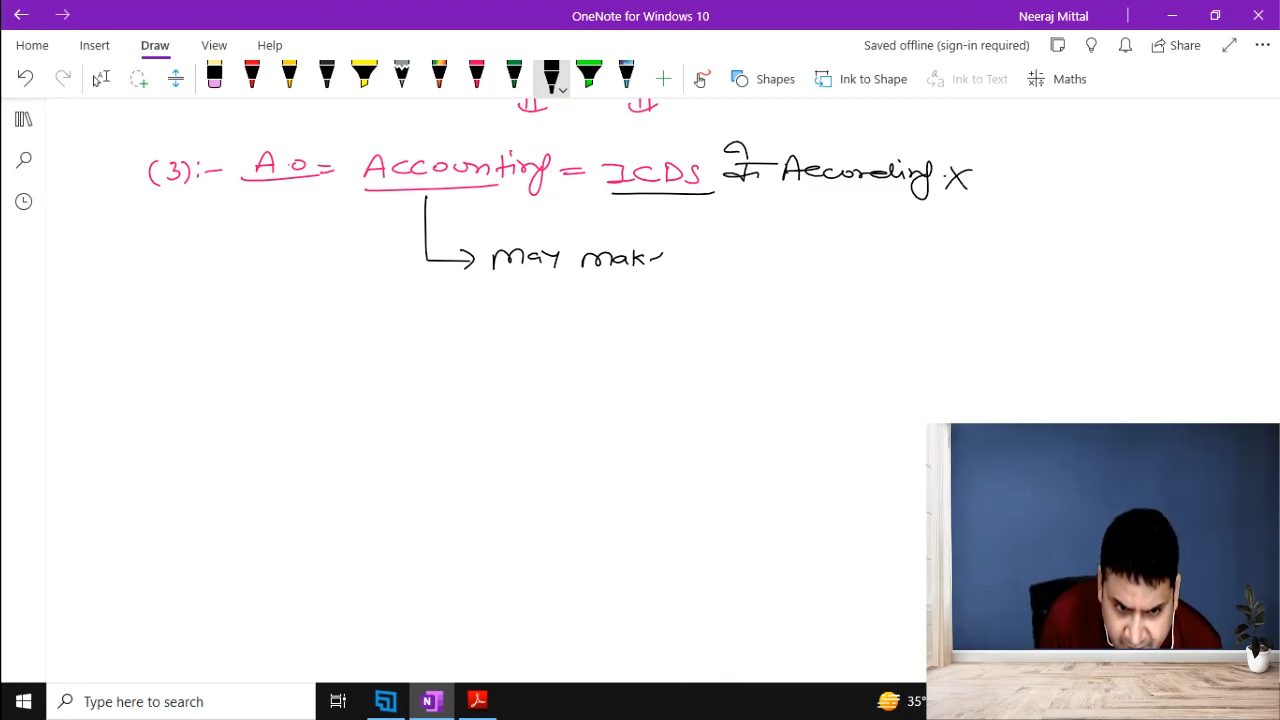 OneNote for Windows 10
Neeraj Mittal
Home Insert Draw View Help
Saved offline (sign-in required) Share
Shapes Ink to Shape Ink to Text Maths
(3):- A.O = Accounting = ICDS According X
May mak
Type here to search
35°